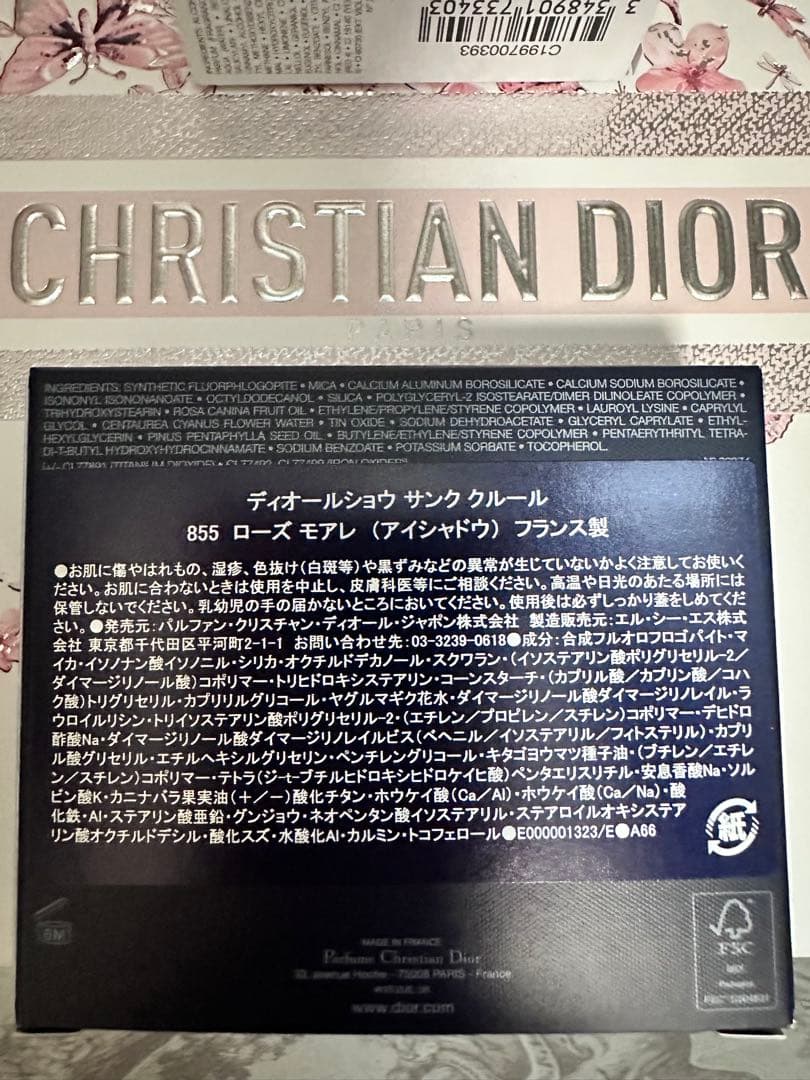 C199700393
3 348901 733403
CHRISTIAN DIOR
PARIS
INGREDIENTS: SYNTHETIC FLUORPHLOGOPITE • MICA • CALCIUM ALUMINUM BOROSILICATE • CALCIUM SODIUM BOROSILICATE •
ISONONYL ISONONANOATE • OCTYLDODECANOL • SILICA • POLYGLYCERYL-2 ISOSTEARATE/DIMER DILINOLEATE COPOLYMER •
TRIHYDROXYSTEARIN • ROSA CANINA FRUIT OIL • ETHYLENE/PROPYLENE/STYRENE COPOLYMER • LAUROYL LYSINE • CAPRYLYL
GLYCOL • CENTAUREA CYANUS FLOWER WATER • TIN OXIDE • SODIUM DEHYDROACETATE • GLYCERYL CAPRYLATE • ETHYL-
HEXYLGLYCERIN • PINUS PENTAPHYLLA SEED OIL • BUTYLENE/ETHYLENE/STYRENE COPOLYMER • PENTAERYTHRITYL TETRA-
DI-T-BUTYL HYDROXYHYDROCINNAMATE • SODIUM BENZOATE • POTASSIUM SORBATE • TOCOPHEROL.
ディオールショウ サンク クルール
855 ローズ モアレ (アイシャドウ) フランス製
●お肌に傷やはれもの、湿疹、色抜け(白斑等)や黒ずみなどの異常が生じていないかよく注意してお使いく
ださい。お肌に合わないときは使用を中止し、皮膚科医等にご相談ください。高温や日光のあたる場所には
保管しないでください。乳幼児の手の届かないところにおいてください。使用後は必ずしっかり蓋をしめてくだ
さい。●発売元:パルファン・クリスチャン・ディオール・ジャポン株式会社 製造販売元:エル・シー・エス株式
会社 東京都千代田区平河町2-1-1 お問い合わせ先:03-3239-0618●成分:合成フルオロフロゴパイト・マ
イカ・イソノナン酸イソノニル・シリカ・オクチルドデカノール・スクワラン・(イソステアリン酸ポリグリセリル-2/
ダイマージリノール酸)コポリマー・トリヒドロキシステアリン・コーンスターチ・(カプリル酸/カプリン酸/コハ
ク酸)トリグリセリル・カプリリルグリコール・ヤグルマギク花水・ダイマージリノール酸ダイマージリノレイル・ラ
ウロイルリシン・トリイソステアリン酸ポリグリセリル-2・(エチレン/プロピレン/スチレン)コポリマー・デヒドロ
酢酸Na・ダイマージリノール酸ダイマージリノレイルビス(ベヘニル/イソステアリル/フィトステリル)・カプリ
ル酸グリセリル・エチルヘキシルグリセリン・ペンチレングリコール・キタゴヨウマツ種子油・(ブチレン/エチレ
ン/スチレン)コポリマー・テトラ(ジ-t-ブチルヒドロキシヒドロケイヒ酸)ペンタエリスリチル・安息香酸Na・ソル
ビン酸K・カニナバラ果実油(+/-)酸化チタン・ホウケイ酸(Ca/Al)・ホウケイ酸(Ca/Na)・酸
化鉄・Al・ステアリン酸亜鉛・グンジョウ・ネオペンタン酸イソステアリル・ステアロイルオキシステア
リン酸オクチルドデシル・酸化スズ・水酸化Al・カルミン・トコフェロール●E000001323/E●A66
紙
6M
MADE IN FRANCE
Parfums Christian Dior
33, avenue Hoche - 75008 PARIS - France
www.dior.com
FSC
MIX
Packaging